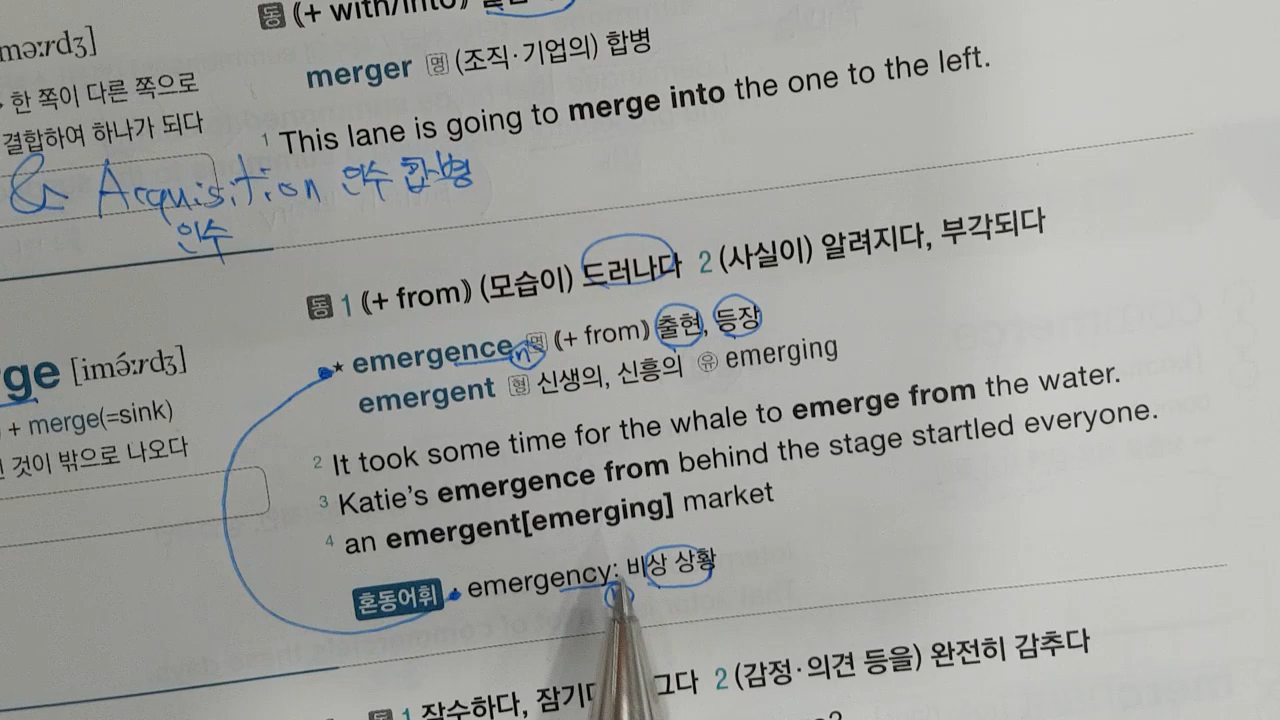 동 (+ with/into)
[mə:rdʒ]
merger 명 (조직·기업의) 합병
한 쪽이 다른 쪽으로
결합하여 하나가 되다
1 This lane is going to merge into the one to the left.
& Acquisition 인수 합병
인수
동 1 (+ from) (모습이) 드러나다 2 (사실이) 알려지다, 부각되다
rge [imə́:rdʒ]
★ emergence 명 (+ from) 출현, 등장
n
emergent 형 신생의, 신흥의 유 emerging
+ merge(=sink)
것이 밖으로 나오다
2 It took some time for the whale to emerge from the water.
3 Katie's emergence from behind the stage startled everyone.
4 an emergent[emerging] market
혼동어휘 • emergency: 비상 상황
동 1 잠수하다, 잠기다 그다 2 (감정·의견 등을) 완전히 감추다